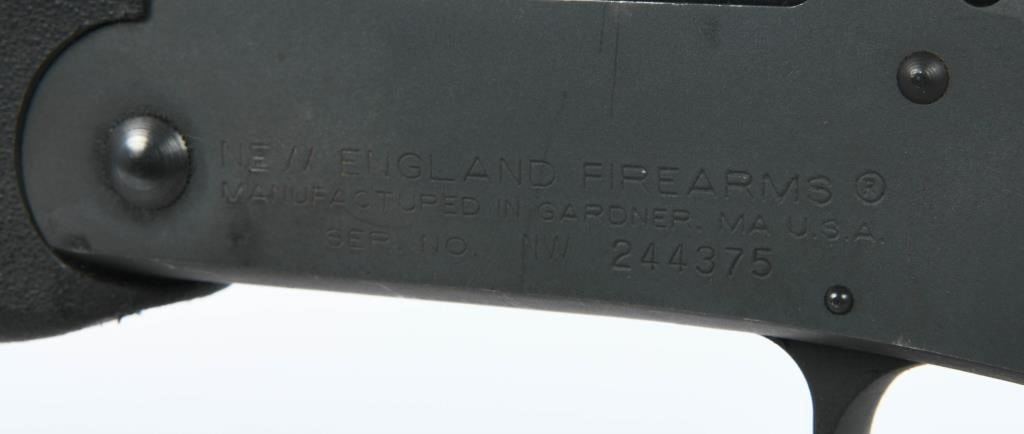 NEW ENGLAND FIREARMS ®
MANUFACTURED IN GARDNER, MA U.S.A.
SER. NO. NW 244375